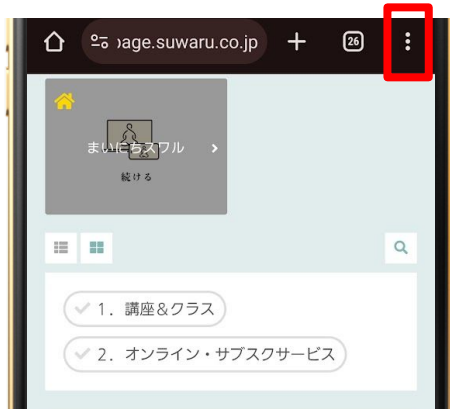 page.suwaru.co.jp
26
まいにちスワル
続ける
1. 講座&クラス
2. オンライン・サブスクサービス